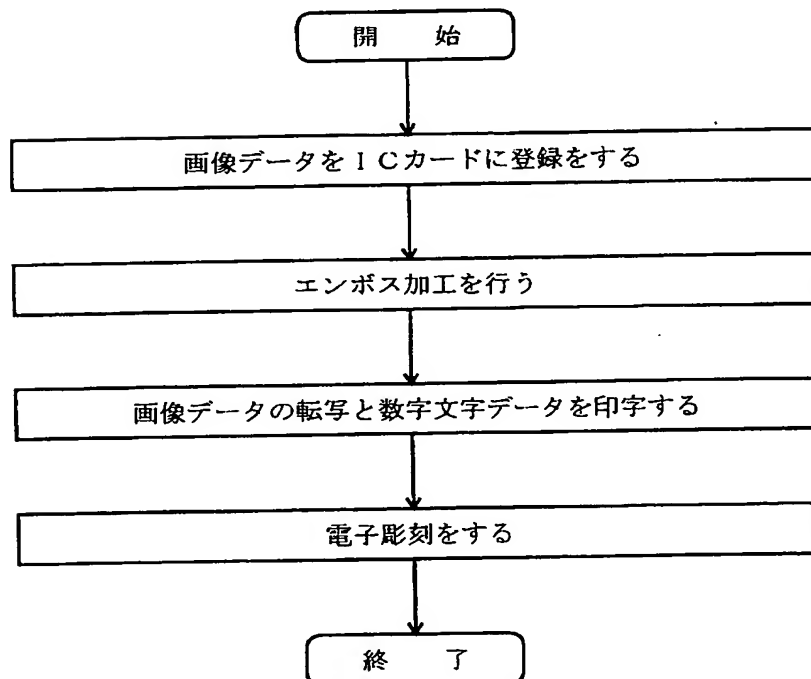 開 始
画像データをICカードに登録をする
エンボス加工を行う
画像データの転写と数字文字データを印字する
電子彫刻をする
終 了